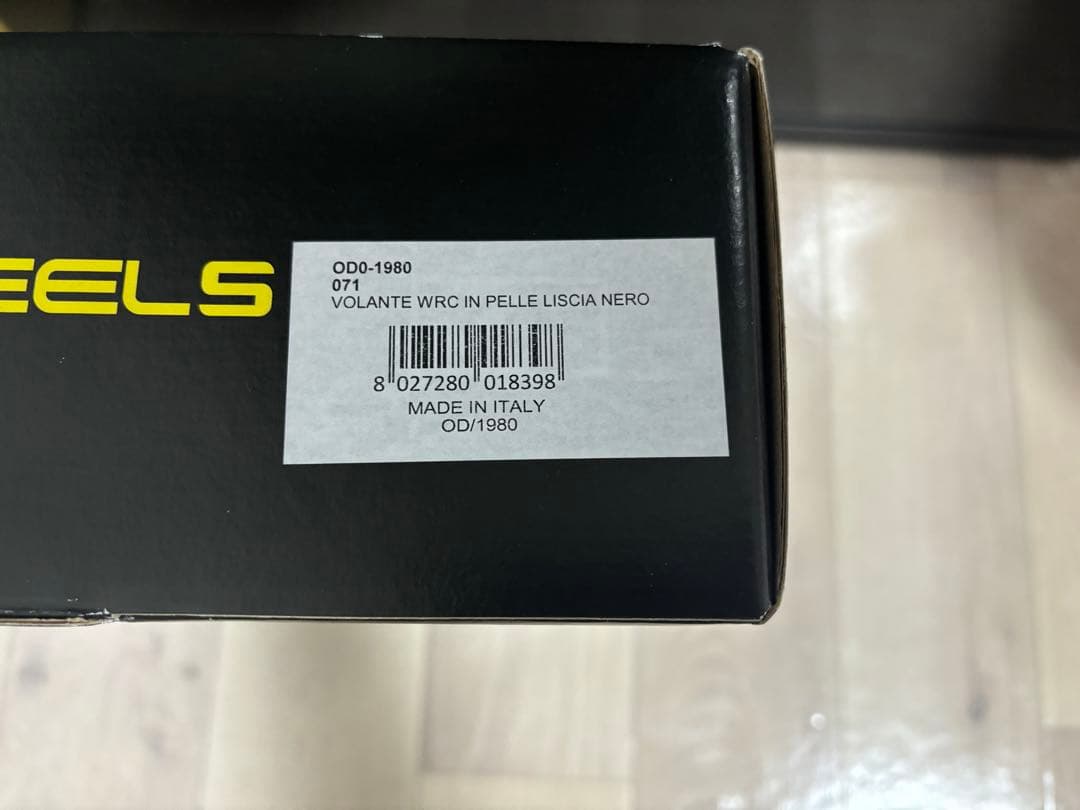 EELS
OD0-1980
071
VOLANTE WRC IN PELLE LISCIA NERO
8 027280 018398
MADE IN ITALY
OD/1980